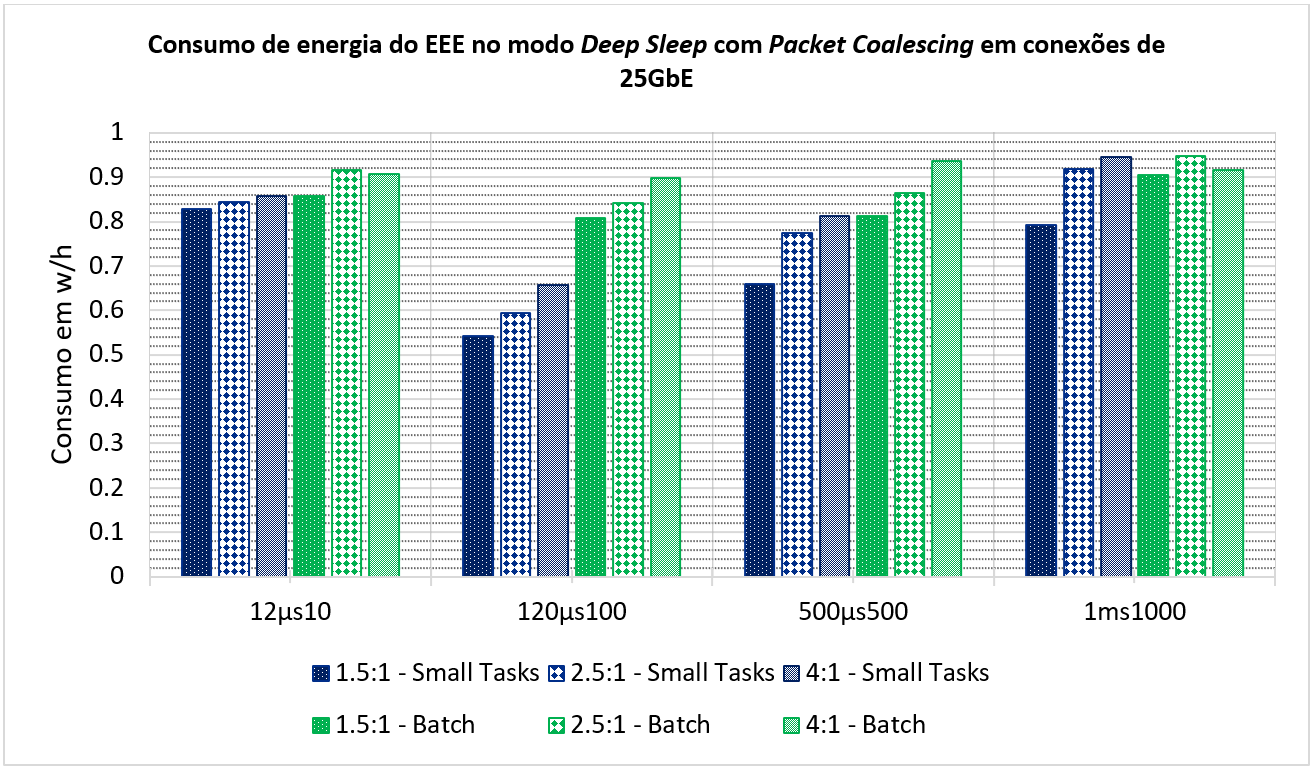 Consumo de energia do EEE no modo Deep Sleep com Packet Coalescing em conexões de
25GbE
Consumo em w/h
1
0.9
0.8
0.7
0.6
0.5
0.4
0.3
0.2
0.1
0
12µs10 120µs100 500µs500 1ms1000
1.5:1 - Small Tasks 2.5:1 - Small Tasks 4:1 - Small Tasks
1.5:1 - Batch 2.5:1 - Batch 4:1 - Batch